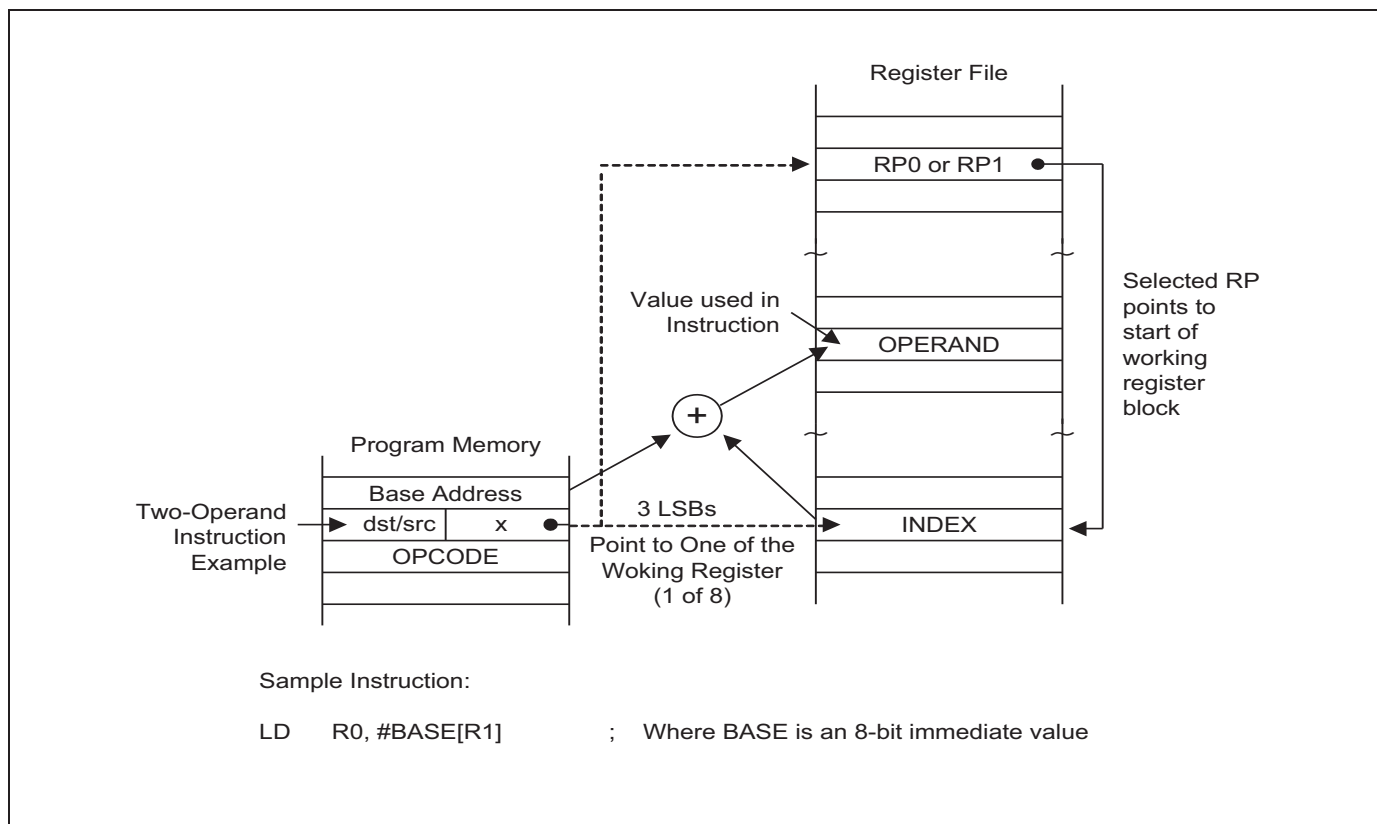 Register File
RP0 or RP1
Selected RP
points to
start of
working
register
block
Value used in
Instruction
OPERAND
+
Program Memory
Base Address
Two-Operand
Instruction
Example
dst/src
x
OPCODE
3 LSBs
Point to One of the
Woking Register
(1 of 8)
INDEX
Sample Instruction:
LD R0, #BASE[R1] ; Where BASE is an 8-bit immediate value